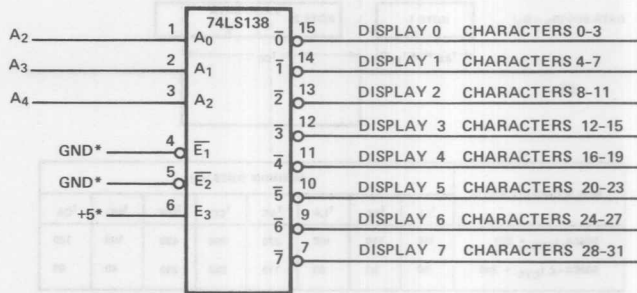 74LS138
A2 1 A0 0 15 DISPLAY 0 CHARACTERS 0-3
A3 2 A1 1 14 DISPLAY 1 CHARACTERS 4-7
A4 3 A2 2 13 DISPLAY 2 CHARACTERS 8-11
3 12 DISPLAY 3 CHARACTERS 12-15
GND* 4 E1 4 11 DISPLAY 4 CHARACTERS 16-19
GND* 5 E2 5 10 DISPLAY 5 CHARACTERS 20-23
+5* 6 E3 6 9 DISPLAY 6 CHARACTERS 24-27
7 7 DISPLAY 7 CHARACTERS 28-31